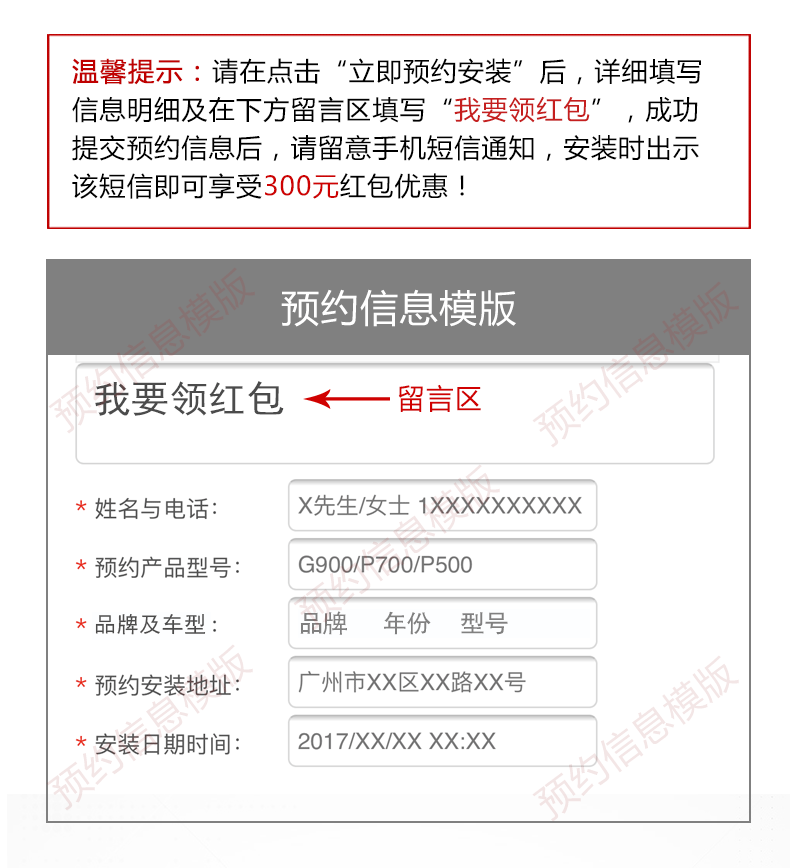 温馨提示：请在点击“立即预约安装”后，详细填写
信息明细及在下方留言区填写“我要领红包”，成功
提交预约信息后，请留意手机短信通知，安装时出示
该短信即可享受300元红包优惠！
预约信息模版
我要领红包 留言区
* 姓名与电话： X先生/女士 1XXXXXXXXXX
* 预约产品型号： G900/P700/P500
* 品牌及车型： 品牌 年份 型号
* 预约安装地址： 广州市XX区XX路XX号
* 安装日期时间： 2017/XX/XX XX:XX
预约信息模版
预约信息模版
预约信息模版
预约信息模版
预约信息模版